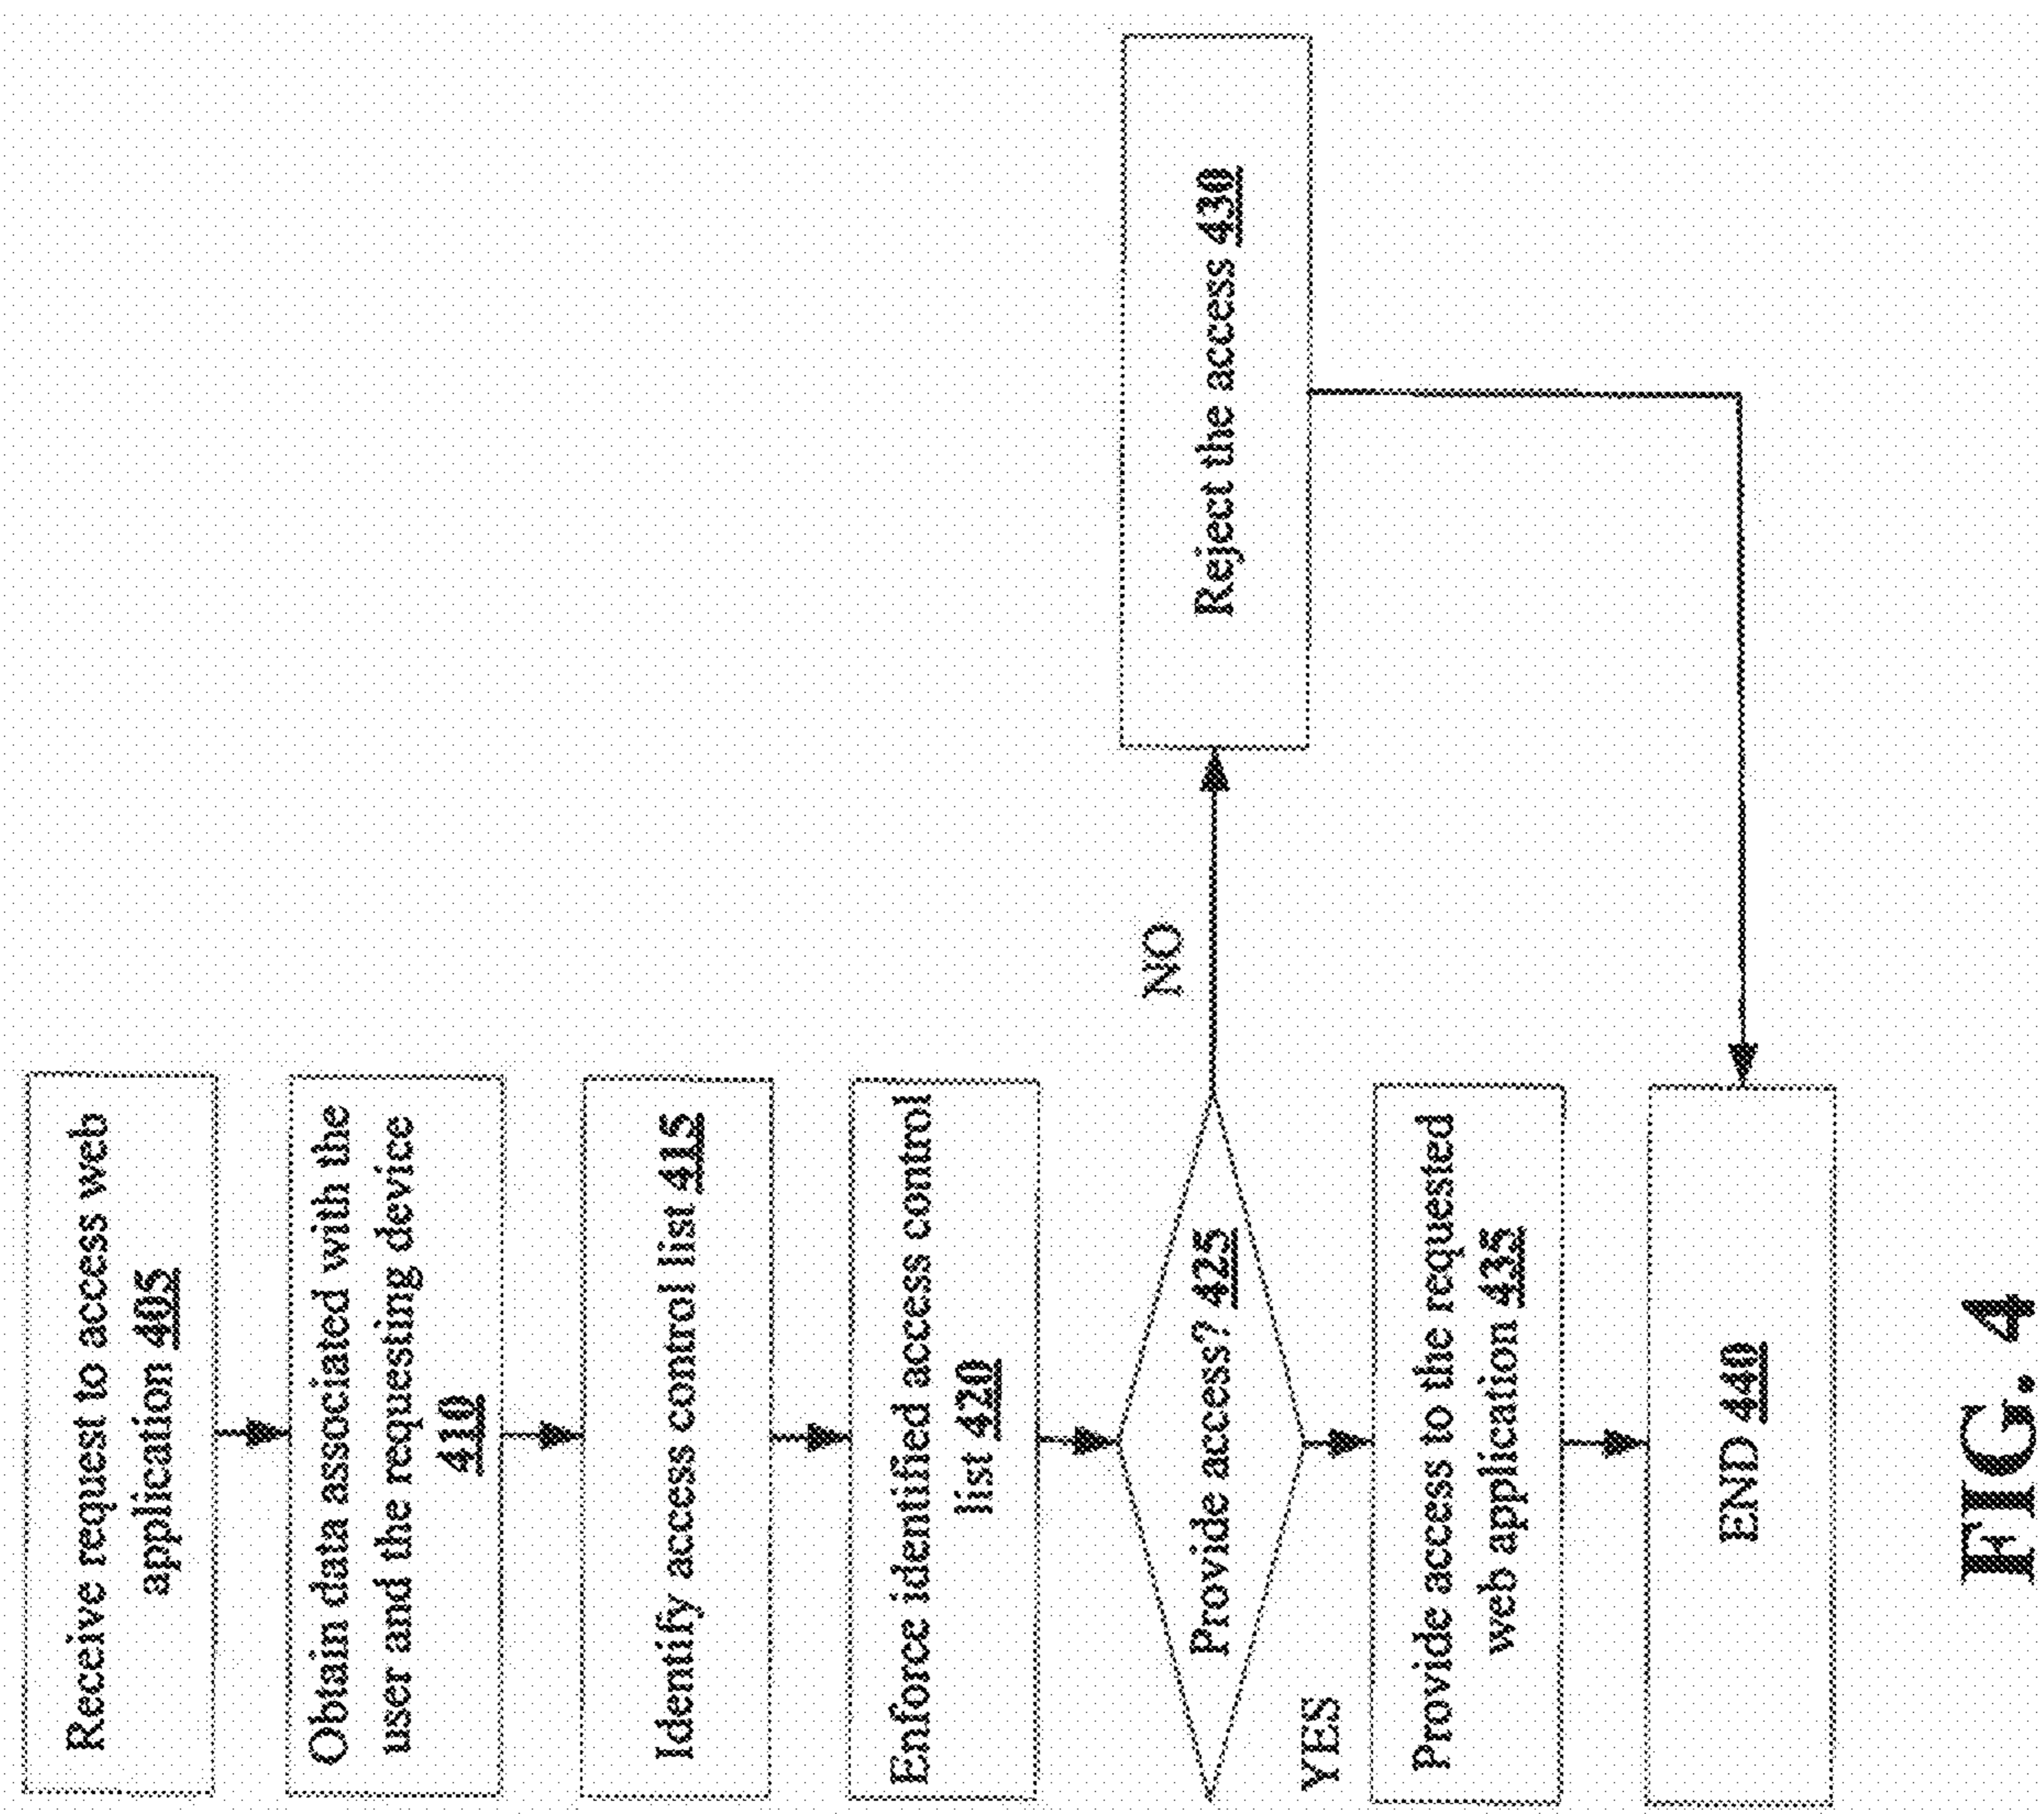 Receive request to access web
application 405
Obtain data associated with the
user and the requesting device
410
Identify access control list 415
Enforce identified access control
list 420
Provide access? 425
NO
Reject the access 430
YES
Provide access to the requested
web application 435
END 440
FIG. 4